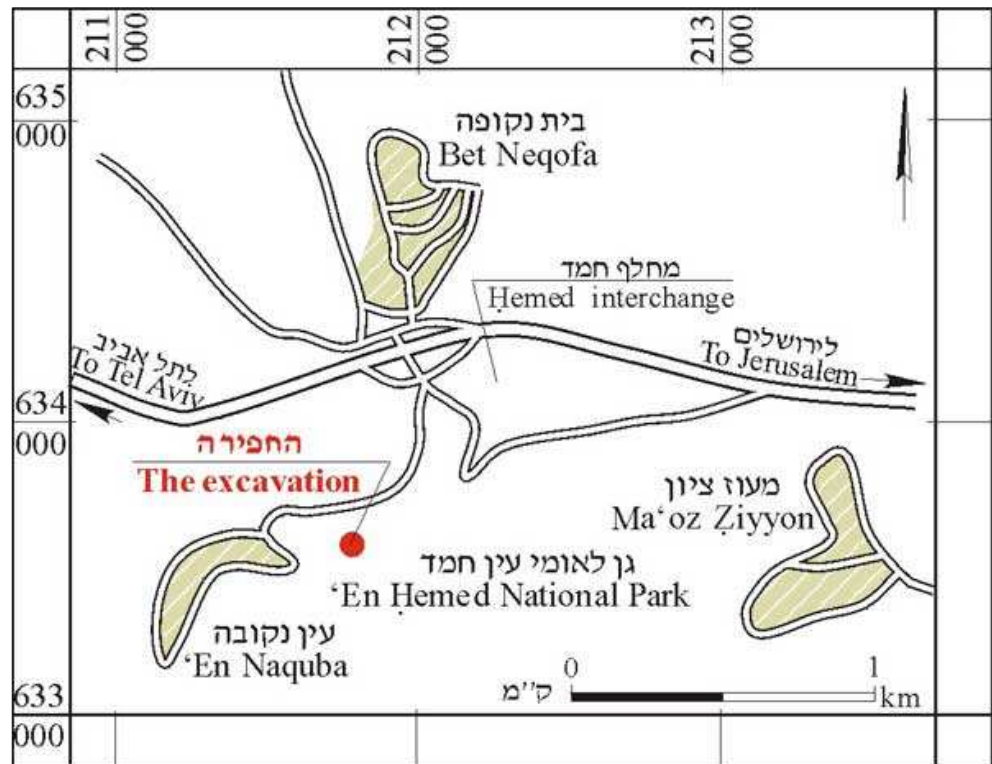 211
000
212
000
213
000
635
000
בית נקופה
Bet Neqofa
מחלף חמד
Ḥemed interchange
לירושלים
To Jerusalem
לתל אביב
To Tel Aviv
634
000
החפירה
The excavation
מעוז ציון
Ma‘oz Ẓiyyon
גן לאומי עין חמד
‘En Ḥemed National Park
עין נקובה
‘En Naquba
0 1
ק"מ km
633
000